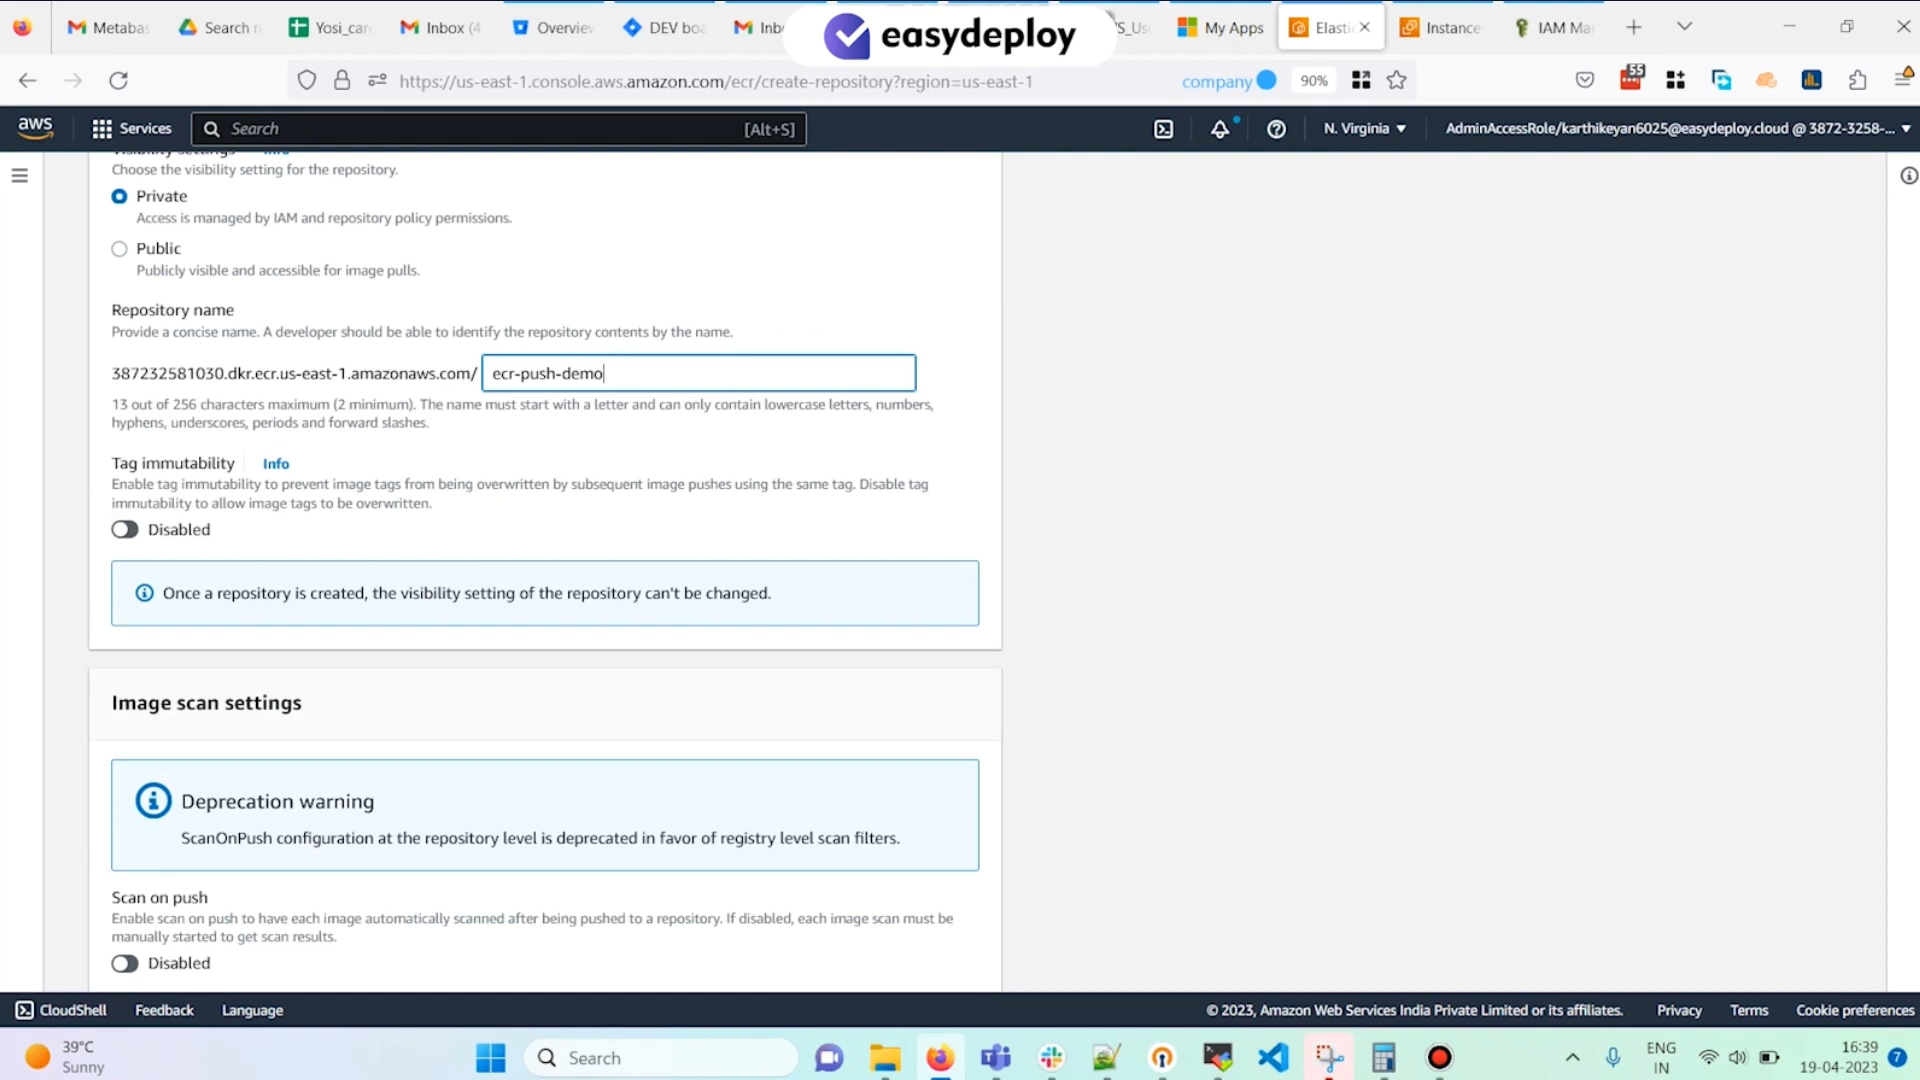 Metabas
Search r
Yosi_car
Inbox (4
Overview
DEV boa
Inb
easydeploy
My Apps
Elastic
Instance
IAM Ma
https://us-east-1.console.aws.amazon.com/ecr/create-repository?region=us-east-1
company
90%
55
aws
Services
Search
[Alt+S]
N. Virginia
AdminAccessRole/karthikeyan6025@easydeploy.cloud @ 3872-3258-...
Choose the visibility setting for the repository.
Private
Access is managed by IAM and repository policy permissions.
Public
Publicly visible and accessible for image pulls.
Repository name
Provide a concise name. A developer should be able to identify the repository contents by the name.
387232581030.dkr.ecr.us-east-1.amazonaws.com/
ecr-push-demo
13 out of 256 characters maximum (2 minimum). The name must start with a letter and can only contain lowercase letters, numbers,
hyphens, underscores, periods and forward slashes.
Tag immutability
Info
Enable tag immutability to prevent image tags from being overwritten by subsequent image pushes using the same tag. Disable tag
immutability to allow image tags to be overwritten.
Disabled
Once a repository is created, the visibility setting of the repository can't be changed.
Image scan settings
Deprecation warning
ScanOnPush configuration at the repository level is deprecated in favor of registry level scan filters.
Scan on push
Enable scan on push to have each image automatically scanned after being pushed to a repository. If disabled, each image scan must be
manually started to get scan results.
Disabled
CloudShell
Feedback
Language
© 2023, Amazon Web Services India Private Limited or its affiliates.
Privacy
Terms
Cookie preferences
39°C
Sunny
Search
ENG
IN
16:39
19-04-2023
7